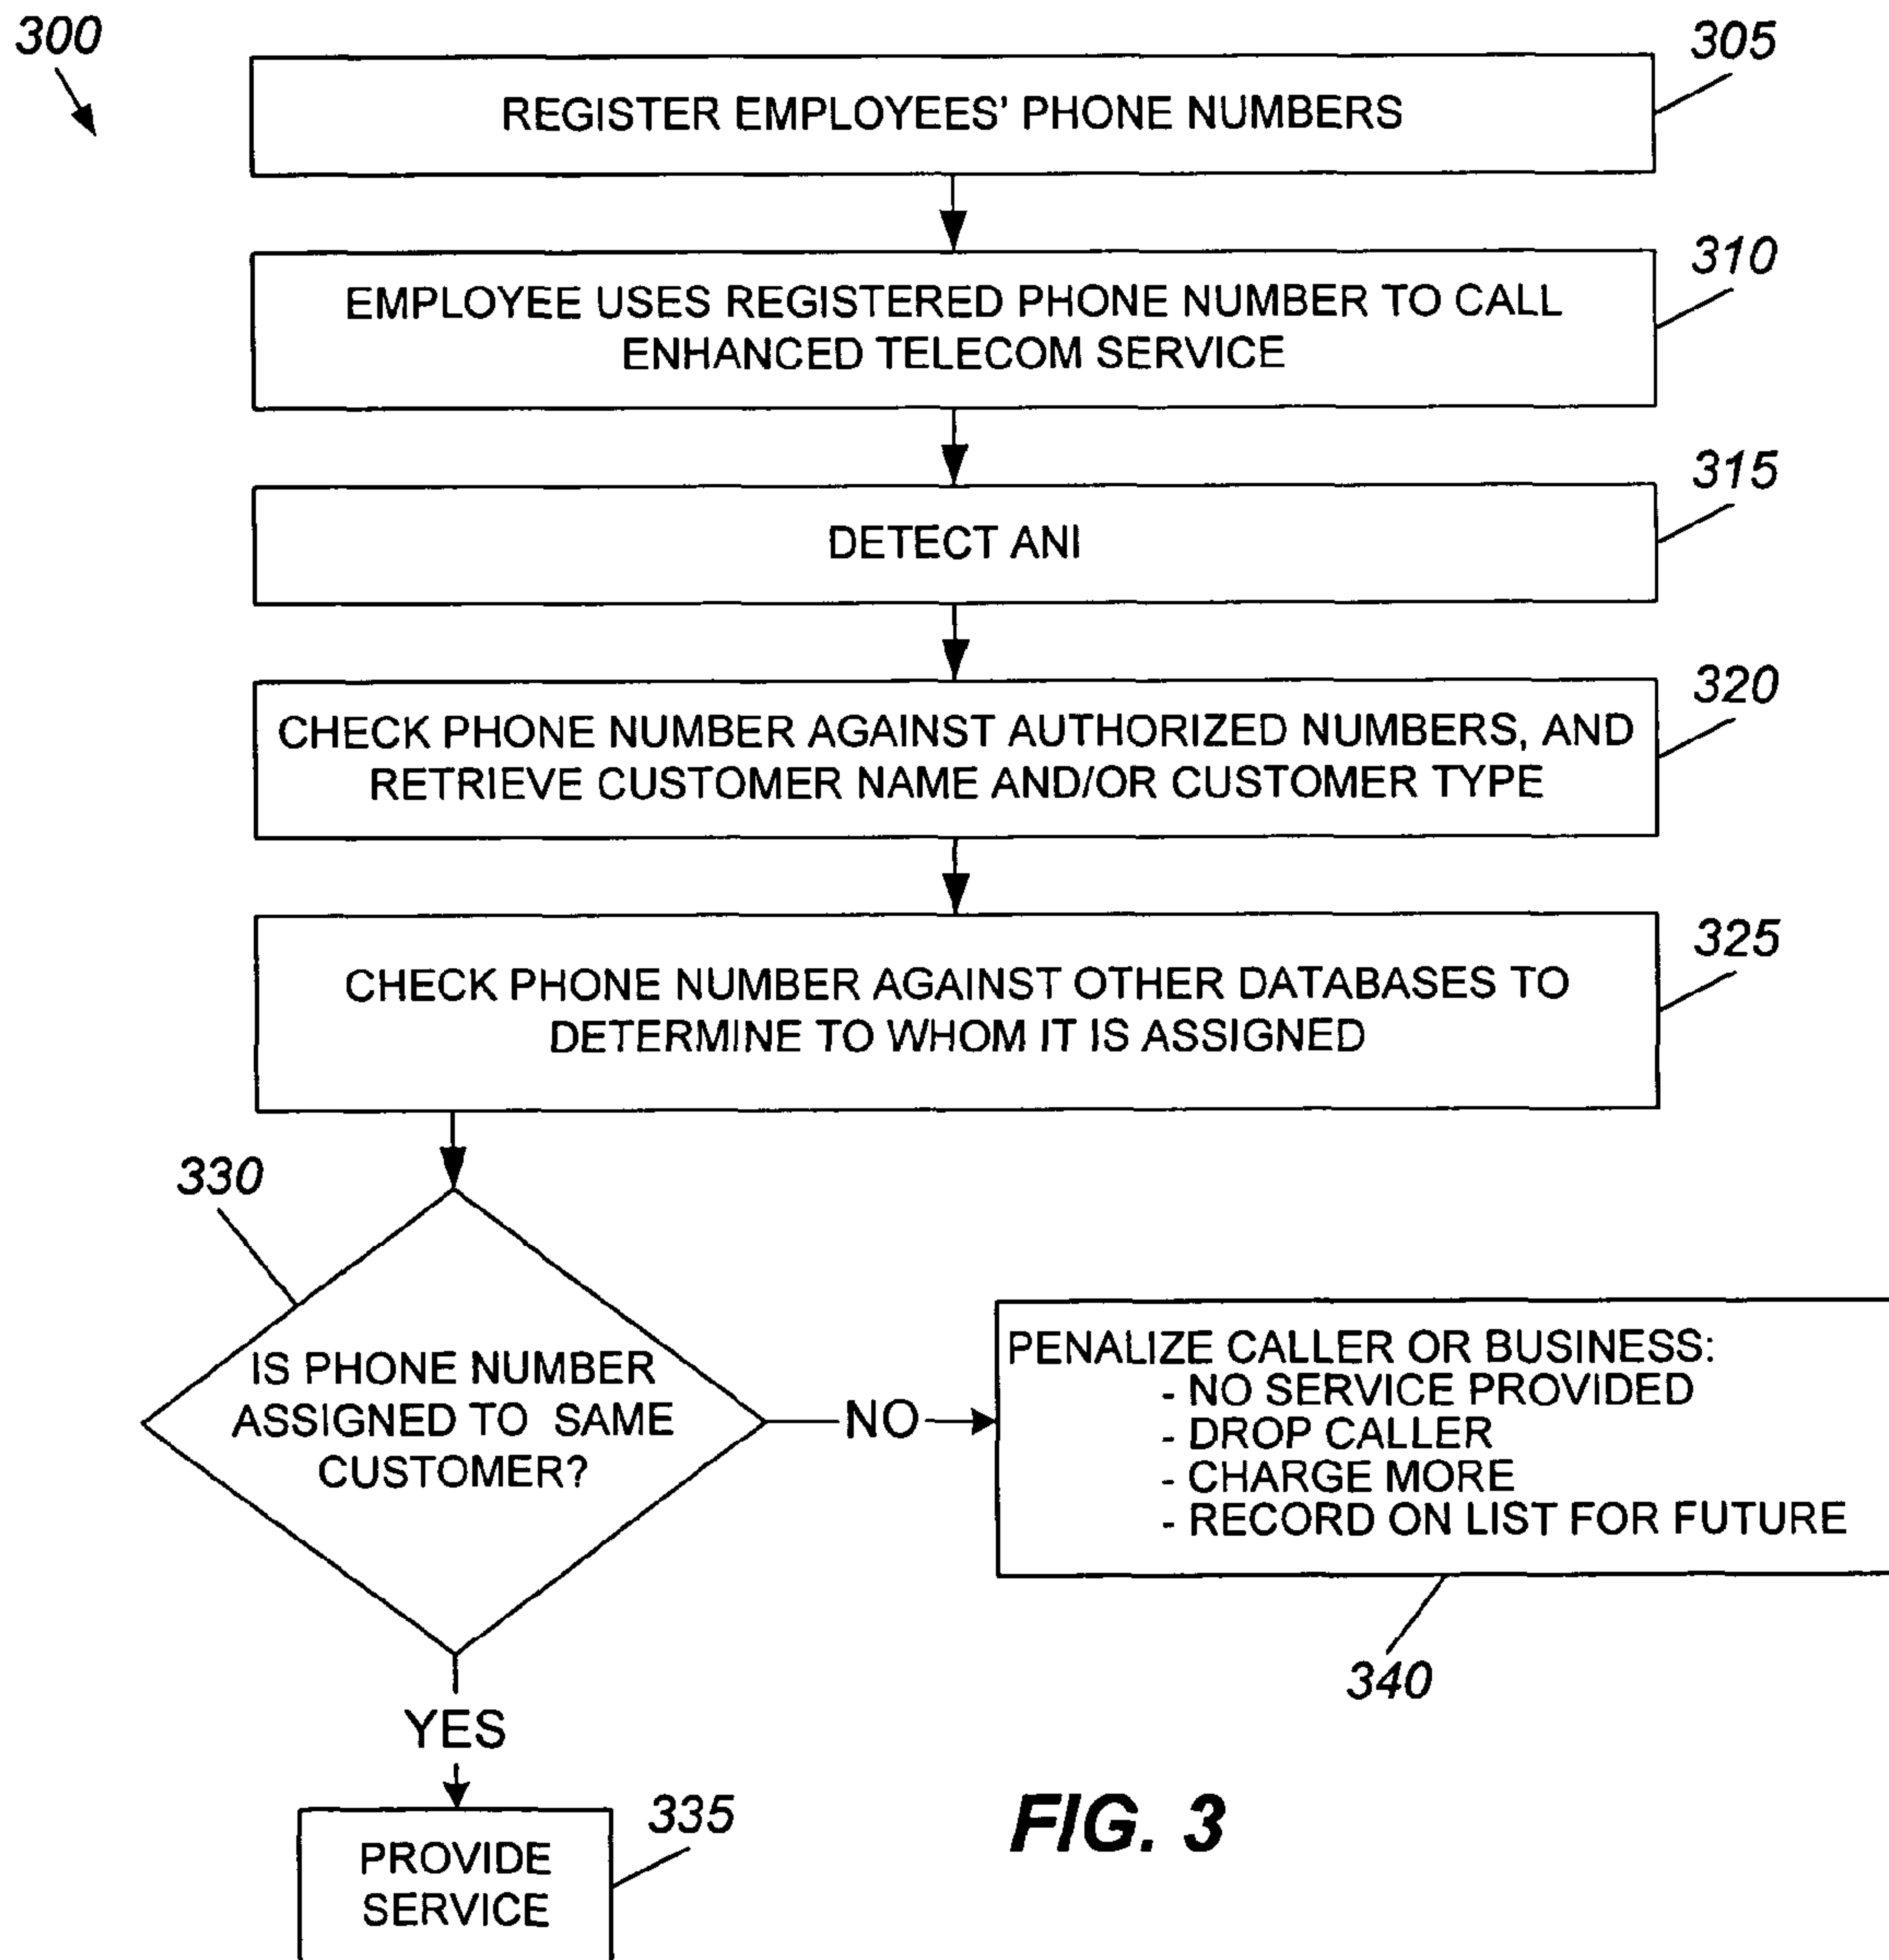 300
305
REGISTER EMPLOYEES' PHONE NUMBERS
310
EMPLOYEE USES REGISTERED PHONE NUMBER TO CALL
ENHANCED TELECOM SERVICE
315
DETECT ANI
320
CHECK PHONE NUMBER AGAINST AUTHORIZED NUMBERS, AND
RETRIEVE CUSTOMER NAME AND/OR CUSTOMER TYPE
325
CHECK PHONE NUMBER AGAINST OTHER DATABASES TO
DETERMINE TO WHOM IT IS ASSIGNED
330
IS PHONE NUMBER
ASSIGNED TO SAME
CUSTOMER?
NO
PENALIZE CALLER OR BUSINESS:
- NO SERVICE PROVIDED
- DROP CALLER
- CHARGE MORE
- RECORD ON LIST FOR FUTURE
340
YES
335
PROVIDE
SERVICE
FIG. 3